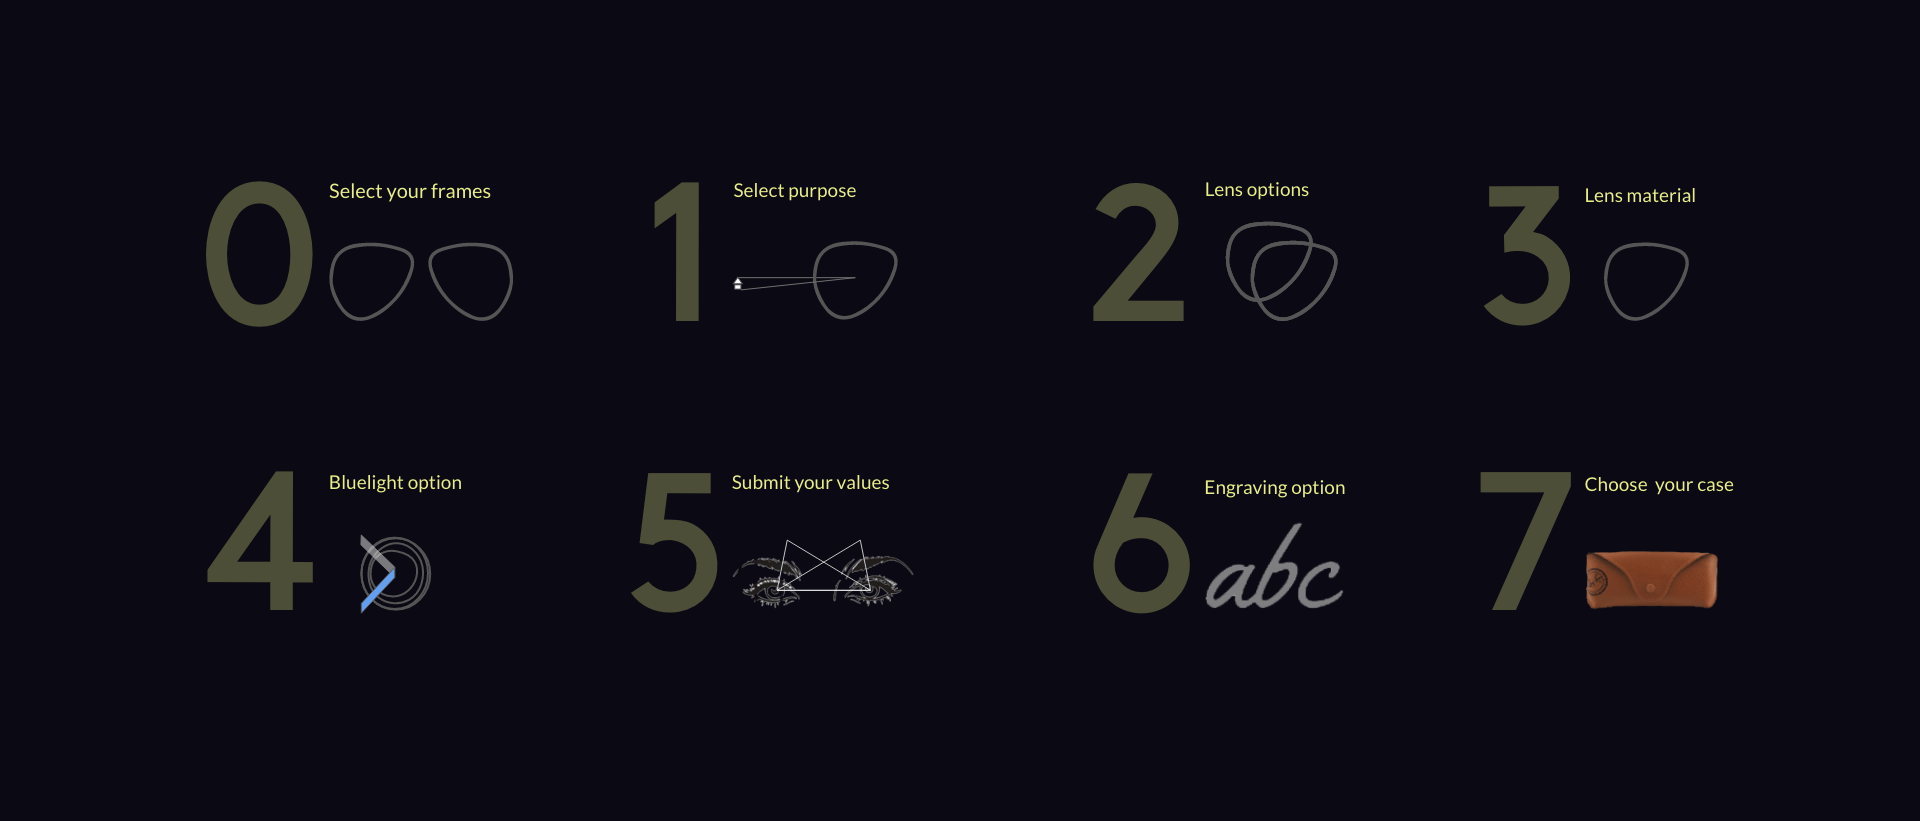 0 Select your frames
1 Select purpose
2 Lens options
3 Lens material
4 Bluelight option
5 Submit your values
6 Engraving option
abc
7 Choose  your case